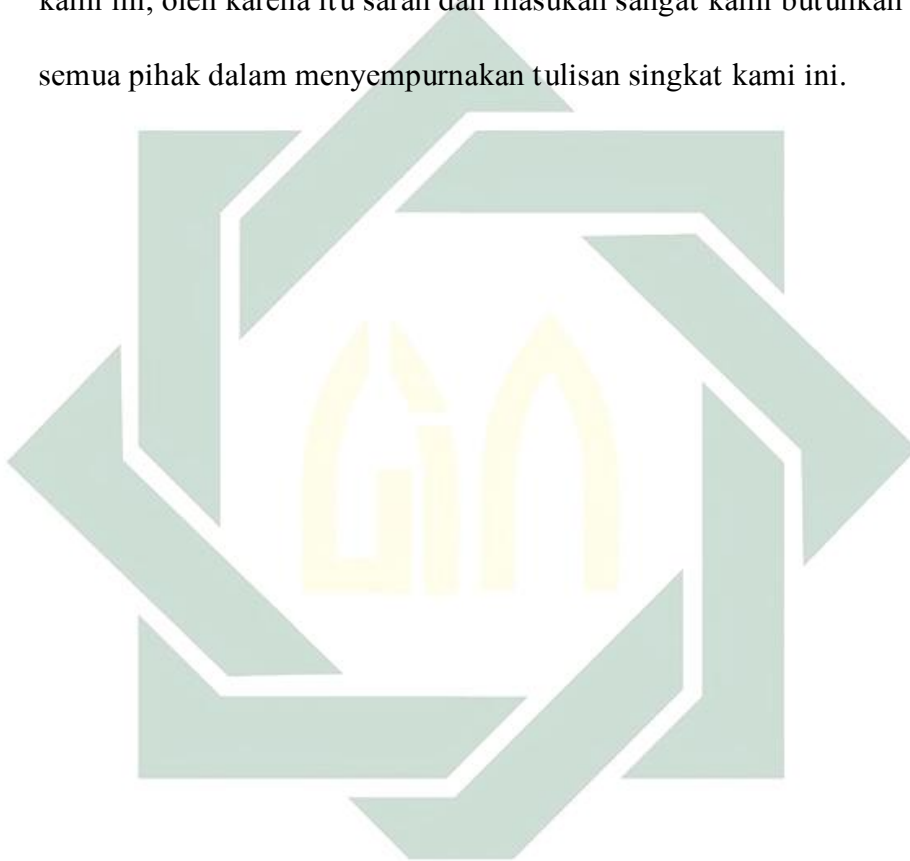 kami ini, oleh karena itu saran dan masukan sangat kami butuhkan
semua pihak dalam menyempurnakan tulisan singkat kami ini.